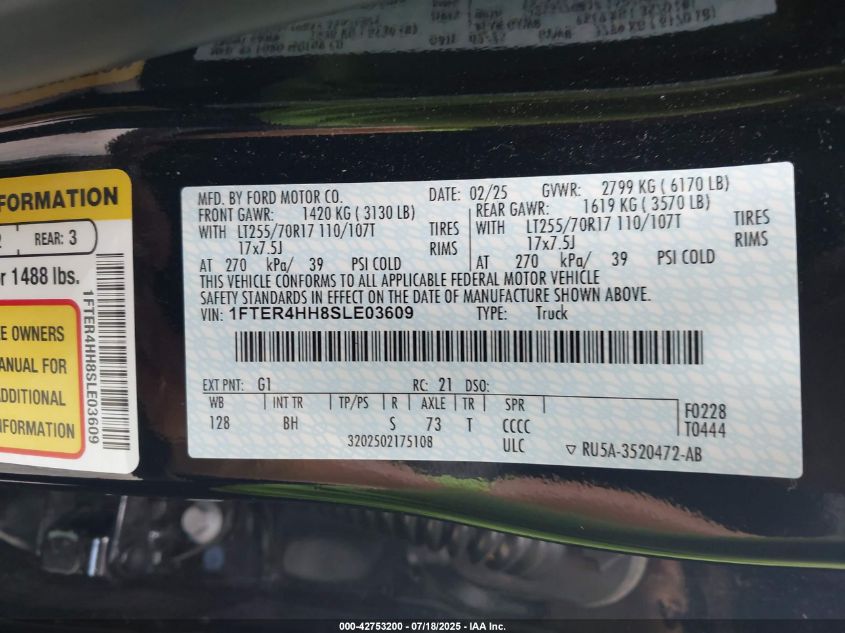 FORMATION
REAR: 3
r 1488 lbs.
E OWNERS
ANUAL FOR
ADDITIONAL
NFORMATION
1FTER4HH8SLE03609
MFD. BY FORD MOTOR CO. DATE: 02/25 GVWR: 2799 KG ( 6170 LB)
FRONT GAWR: 1420 KG ( 3130 LB) REAR GAWR: 1619 KG ( 3570 LB)
WITH LT255/70R17 110/107T TIRES WITH LT255/70R17 110/107T TIRES
17x7.5J RIMS 17x7.5J RIMS
AT 270 kPa/ 39 PSI COLD AT 270 kPa/ 39 PSI COLD
THIS VEHICLE CONFORMS TO ALL APPLICABLE FEDERAL MOTOR VEHICLE
SAFETY STANDARDS IN EFFECT ON THE DATE OF MANUFACTURE SHOWN ABOVE.
VIN: 1FTER4HH8SLE03609 TYPE: Truck
EXT PNT: G1 RC: 21 DSO:
WB INT TR TP/PS R AXLE TR SPR F0228
128 BH S 73 T CCCC T0444
3202502175108 ULC ▽ RU5A-3520472-AB
000-42753200 - 07/18/2025 - IAA Inc.